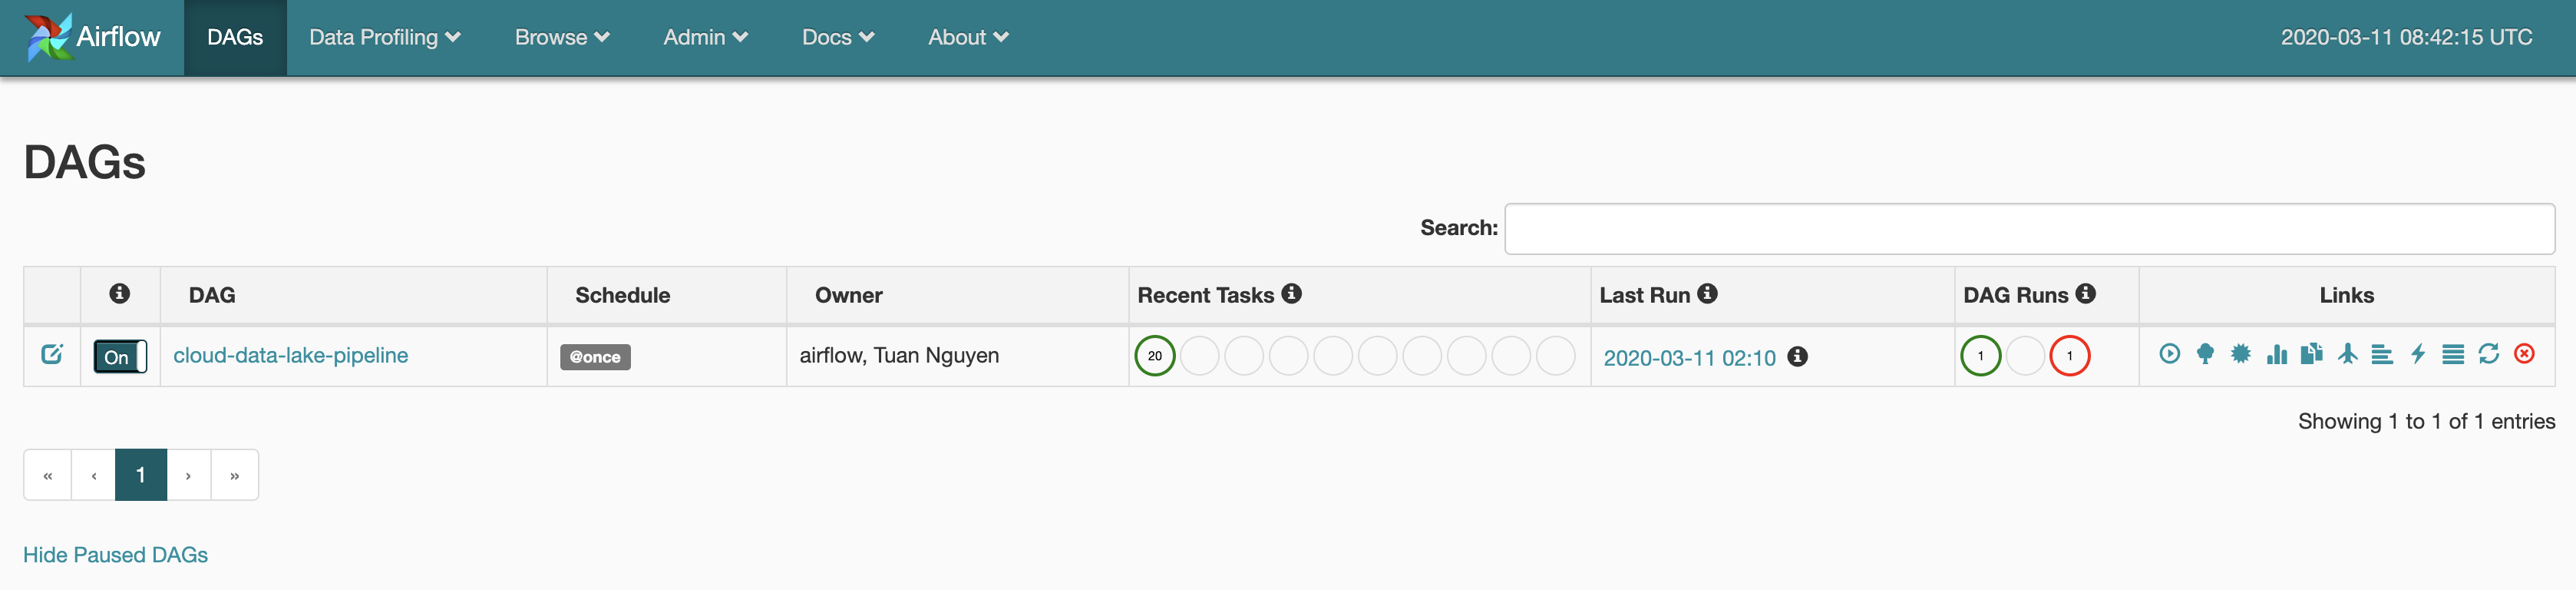 Airflow DAGs Data Profiling Browse Admin Docs About 2020-03-11 08:42:15 UTC
DAGs
Search:
DAG Schedule Owner Recent Tasks Last Run DAG Runs Links
On cloud-data-lake-pipeline @once airflow, Tuan Nguyen 20 2020-03-11 02:10 1 1
Showing 1 to 1 of 1 entries
« ‹ 1 › »
Hide Paused DAGs